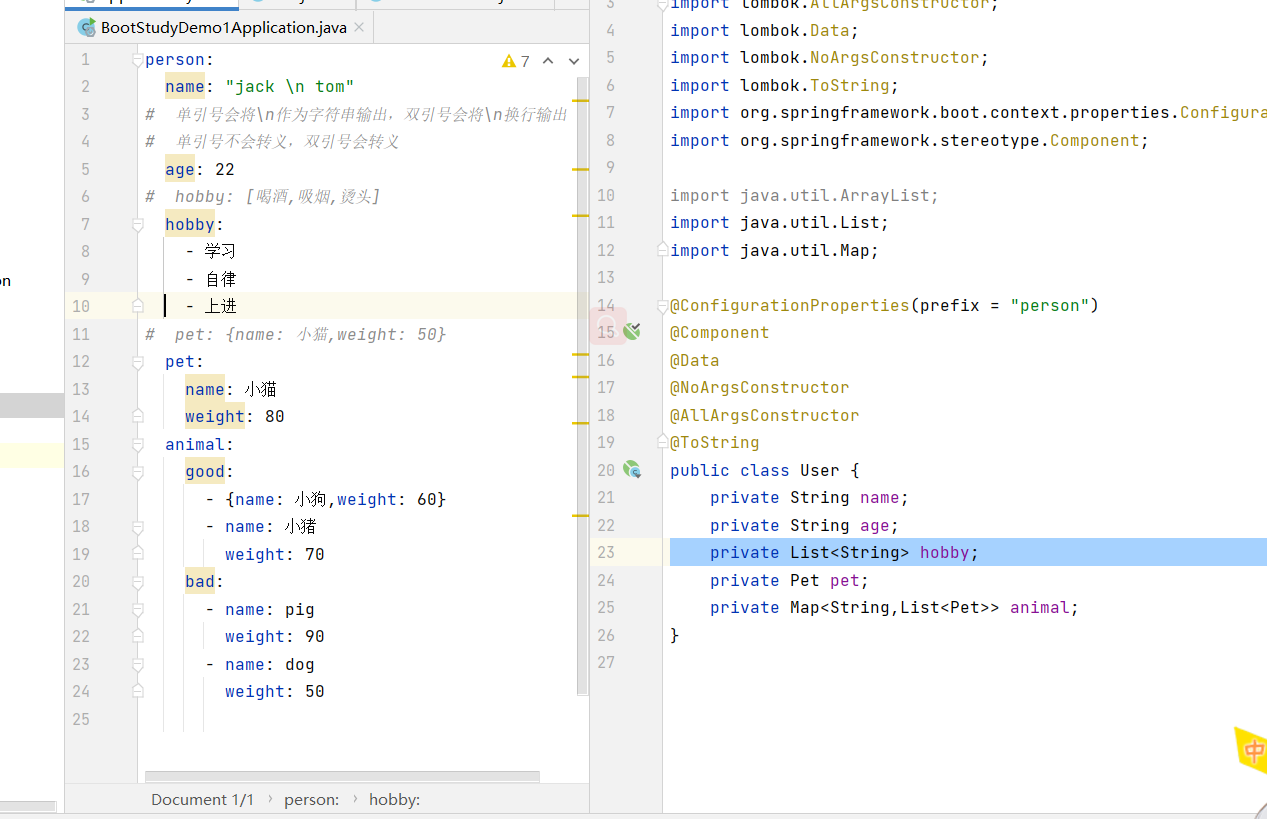 BootStudyDemo1Application.java
7
1 person:
2 name: "jack \n tom"
3 # 单引号会将\n作为字符串输出，双引号会将\n换行输出
4 # 单引号不会转义，双引号会转义
5 age: 22
6 # hobby: [喝酒,吸烟,烫头]
7 hobby:
8 - 学习
9 - 自律
10 - 上进
11 # pet: {name: 小猫,weight: 50}
12 pet:
13 name: 小猫
14 weight: 80
15 animal:
16 good:
17 - {name: 小狗,weight: 60}
18 - name: 小猪
19 weight: 70
20 bad:
21 - name: pig
22 weight: 90
23 - name: dog
24 weight: 50
25
Document 1/1 › person: › hobby:
3 import lombok.AllArgsConstructor;
4 import lombok.Data;
5 import lombok.NoArgsConstructor;
6 import lombok.ToString;
7 import org.springframework.boot.context.properties.Configura
8 import org.springframework.stereotype.Component;
9
10 import java.util.ArrayList;
11 import java.util.List;
12 import java.util.Map;
13
14 @ConfigurationProperties(prefix = "person")
15 @Component
16 @Data
17 @NoArgsConstructor
18 @AllArgsConstructor
19 @ToString
20 public class User {
21 private String name;
22 private String age;
23 private List<String> hobby;
24 private Pet pet;
25 private Map<String,List<Pet>> animal;
26 }
27
中